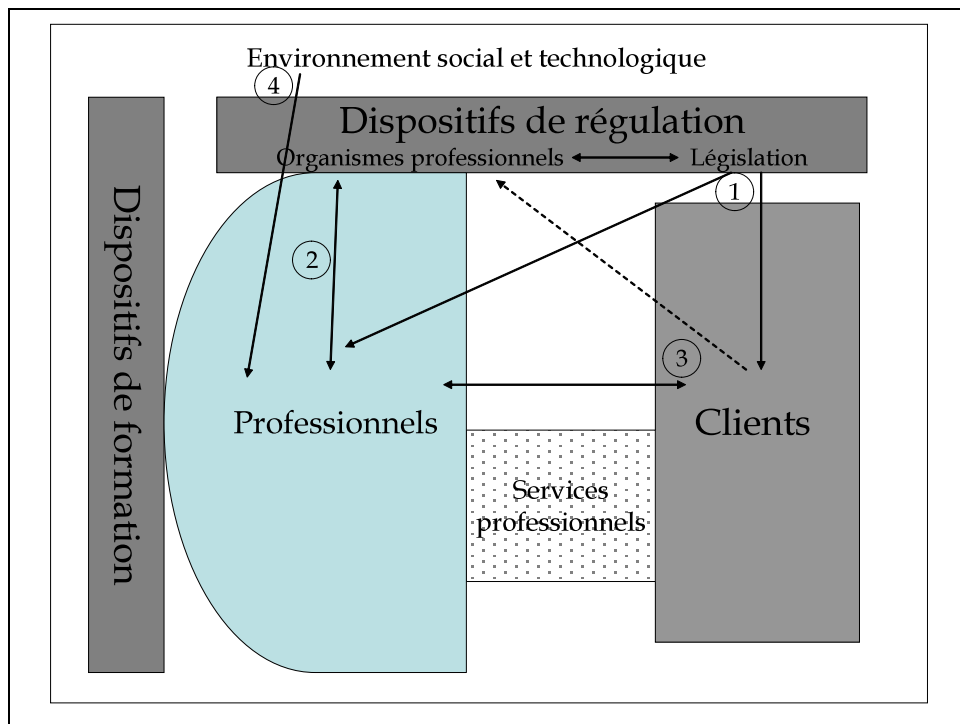 Environnement social et technologique
4
Dispositifs de régulation
Organismes professionnels
Législation
1
2
3
Dispositifs de formation
Professionnels
Clients
Services
professionnels